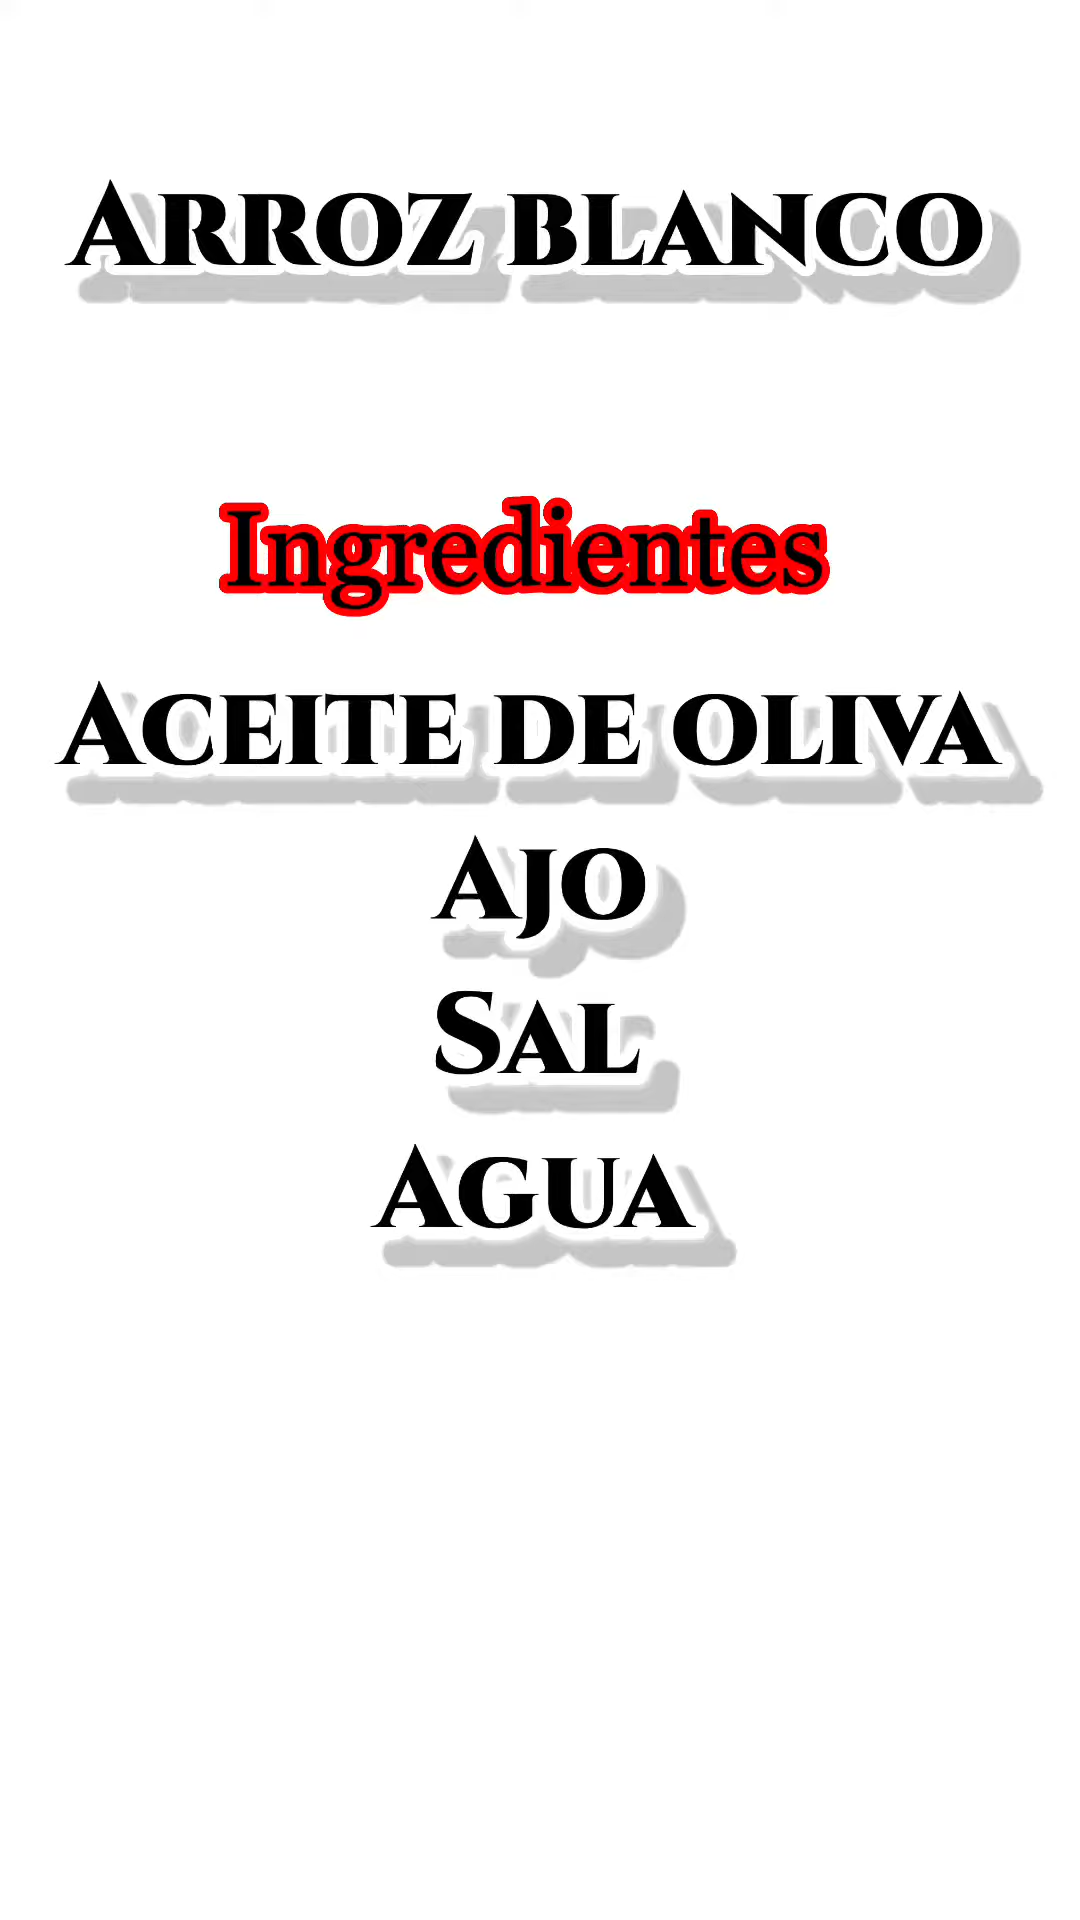 Arroz blanco
Ingredientes
Aceite de oliva
Ajo
Sal
Agua